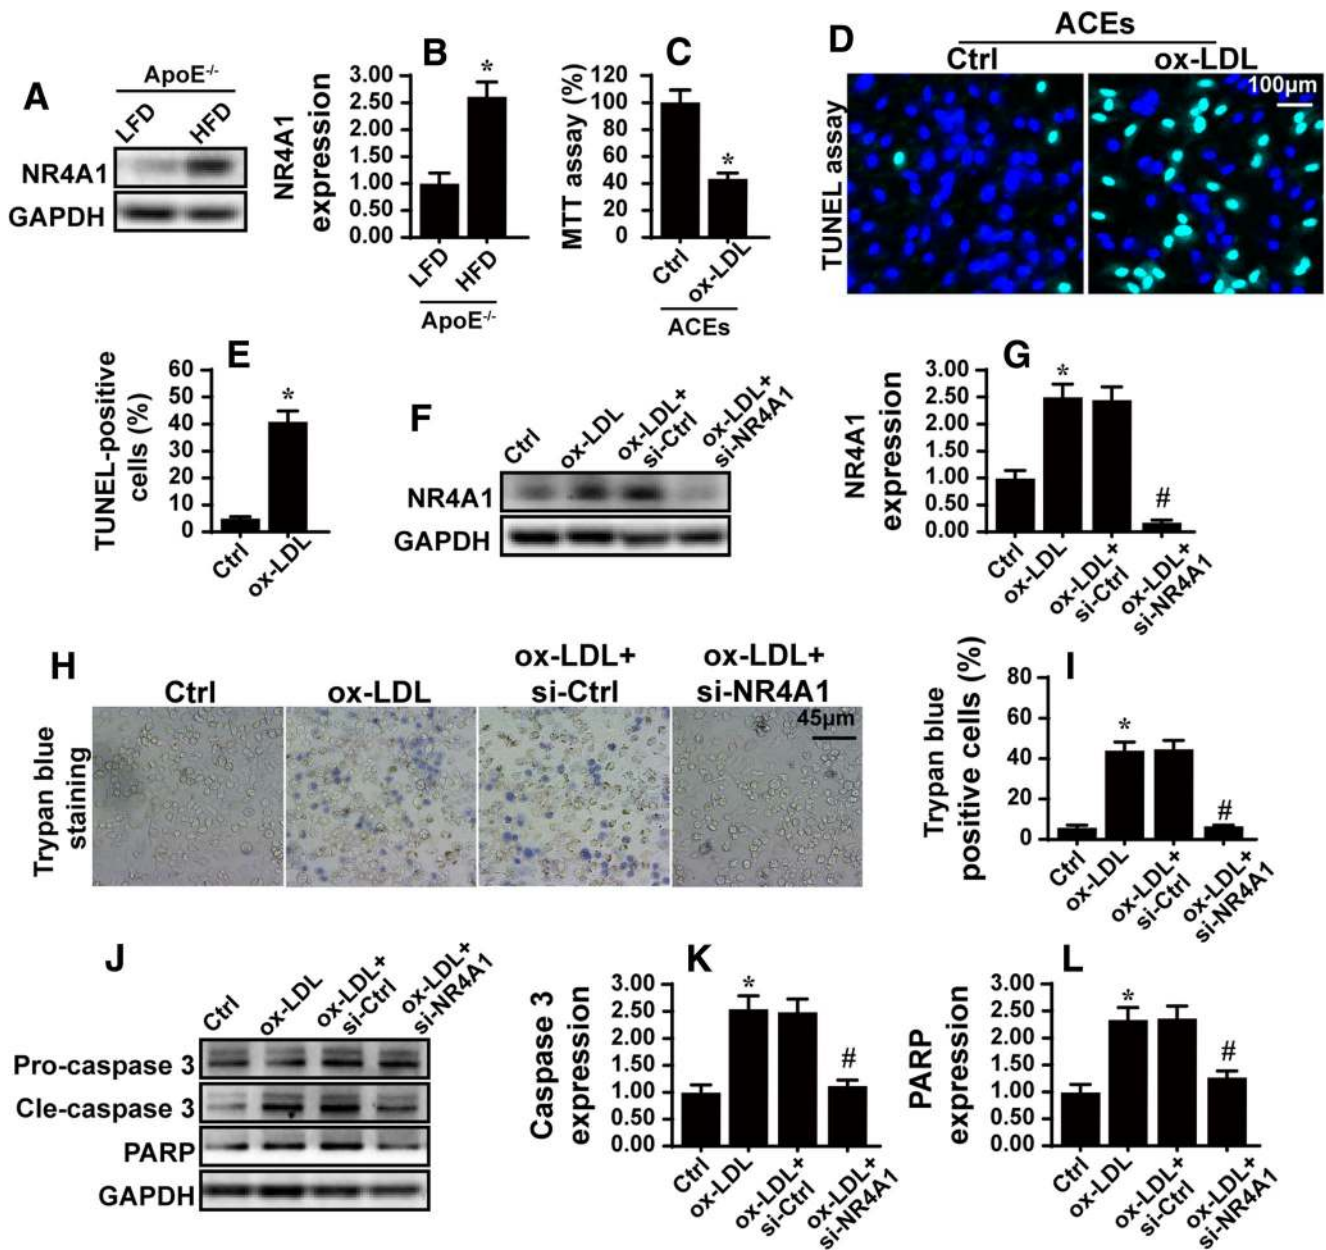 A
ApoE-/-
LFD HFD
NR4A1
GAPDH
B
NR4A1
expression
3.00
2.50
2.00
1.50
1.00
0.50
0.00
*
LFD HFD
ApoE-/-
C
MTT assay (%)
120
100
80
60
40
20
0
*
Ctrl ox-LDL
ACEs
D
ACEs
Ctrl ox-LDL
TUNEL assay
100μm
E
TUNEL-positive
cells (%)
60
50
40
30
20
10
0
*
Ctrl ox-LDL
F
Ctrl
ox-LDL
ox-LDL+
si-Ctrl
ox-LDL+
si-NR4A1
NR4A1
GAPDH
G
NR4A1
expression
3.00
2.50
2.00
1.50
1.00
0.50
0.00
*
#
Ctrl
ox-LDL
ox-LDL+
si-Ctrl
ox-LDL+
si-NR4A1
H
Ctrl
ox-LDL
ox-LDL+
si-Ctrl
ox-LDL+
si-NR4A1
Trypan blue
staining
45μm
I
Trypan blue
positive cells (%)
80
60
40
20
0
*
#
Ctrl
ox-LDL
ox-LDL+
si-Ctrl
ox-LDL+
si-NR4A1
J
Ctrl
ox-LDL
ox-LDL+
si-Ctrl
ox-LDL+
si-NR4A1
Pro-caspase 3
Cle-caspase 3
PARP
GAPDH
K
Caspase 3
expression
3.00
2.50
2.00
1.50
1.00
0.50
0.00
*
#
Ctrl
ox-LDL
ox-LDL+
si-Ctrl
ox-LDL+
si-NR4A1
L
PARP
expression
3.00
2.50
2.00
1.50
1.00
0.50
0.00
*
#
Ctrl
ox-LDL
ox-LDL+
si-Ctrl
ox-LDL+
si-NR4A1